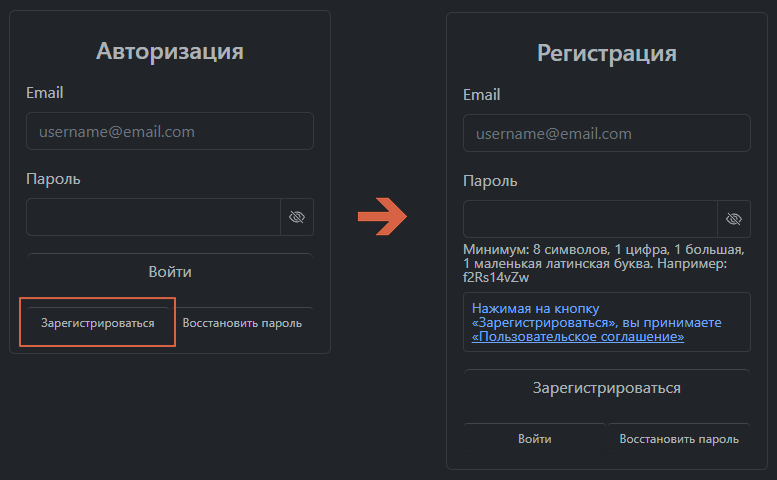 Авторизация
Email
username@email.com
Пароль
Войти
Зарегистрироваться
Восстановить пароль
Регистрация
Email
username@email.com
Пароль
Минимум: 8 символов, 1 цифра, 1 большая,
1 маленькая латинская буква. Например:
f2Rs14vZw
Нажимая на кнопку
«Зарегистрироваться», вы принимаете
«Пользовательское соглашение»
Зарегистрироваться
Войти
Восстановить пароль